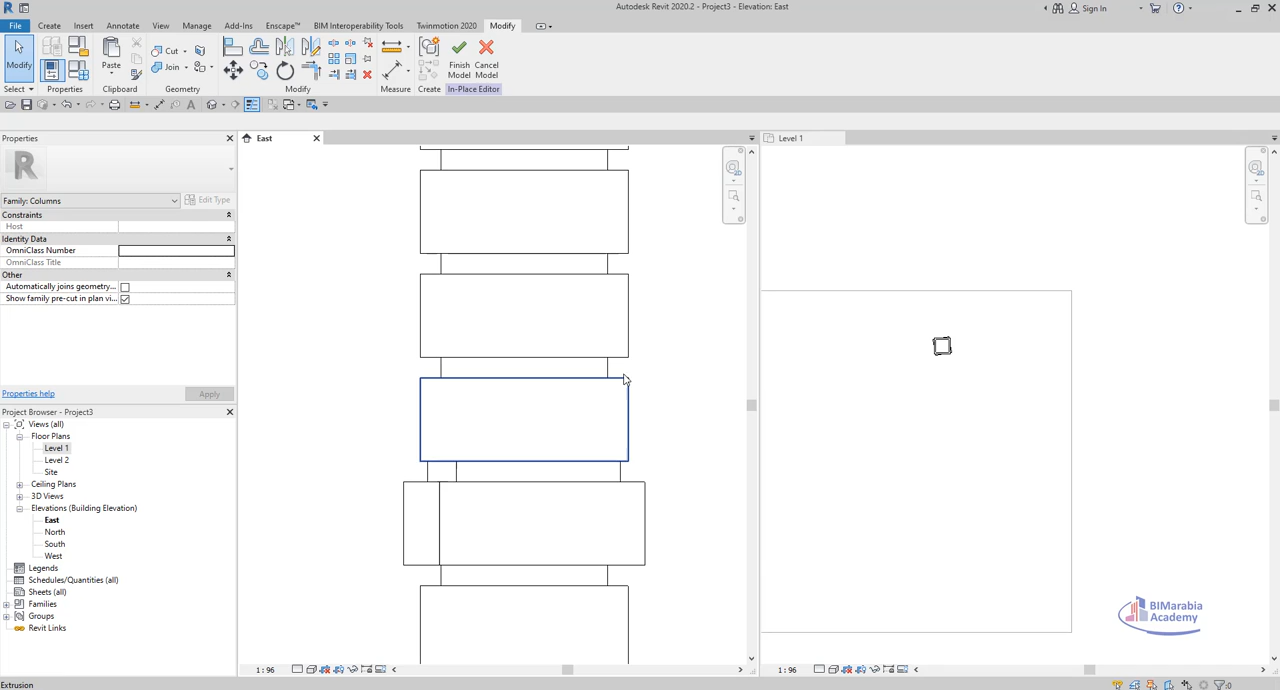 Autodesk Revit 2020.2 - Project3 - Elevation: East
Sign In
File Create Insert Annotate View Manage Add-Ins Enscape™ BIM Interoperability Tools Twinmotion 2020 Modify
Modify
Paste
Cut
Join
Finish Model
Cancel Model
Select Properties Clipboard Geometry Modify Measure Create In-Place Editor
Properties
East
Level 1
Family: Columns
Edit Type
Constraints
Host
Identity Data
OmniClass Number
OmniClass Title
Other
Automatically joins geometry...
Show family pre-cut in plan vi...
Properties help
Apply
Project Browser - Project3
Views (all)
Floor Plans
Level 1
Level 2
Site
Ceiling Plans
3D Views
Elevations (Building Elevation)
East
North
South
West
Legends
Schedules/Quantities (all)
Sheets (all)
Families
Groups
Revit Links
BIMarabia
Academy
1 : 96
1 : 96
Extrusion
:0